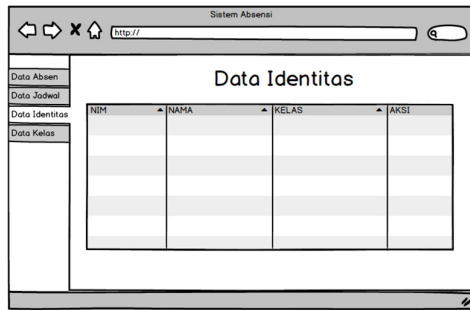 Sistem Absensi
http://
Data Absen
Data Jadwal
Data Identitas
Data Kelas
Data Identitas
NIM NAMA KELAS AKSI